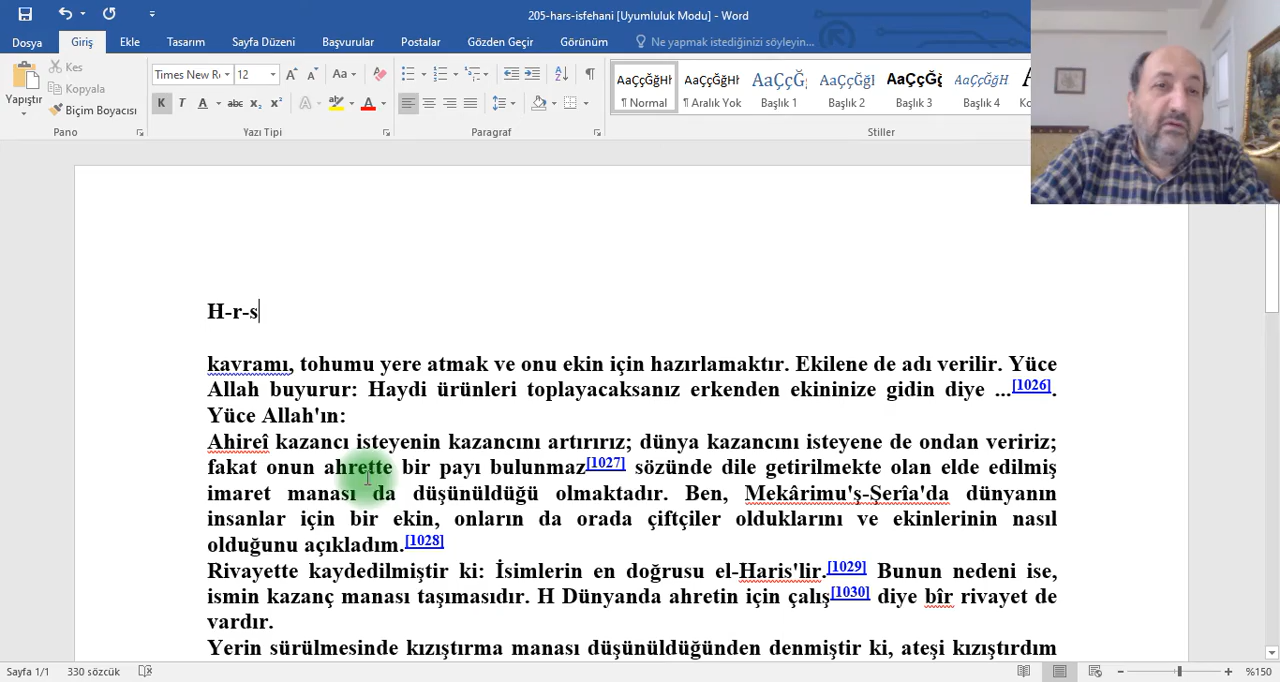 205-hars-isfehani [Uyumluluk Modu] - Word
Dosya Giriş Ekle Tasarım Sayfa Düzeni Başvurular Postalar Gözden Geçir Görünüm Ne yapmak istediğinizi söyleyin...
Yapıştır
Kes
Kopyala
Biçim Boyacısı
Pano
Times New R 12
Yazı Tipi
Paragraf
AaÇçĞğHł ¶ Normal
AaÇçĞğHł ¶ Aralık Yok
AaÇçĞğ Başlık 1
AaÇçĞğI Başlık 2
AaÇçĞğ Başlık 3
AaÇçĞğH Başlık 4
Stiller
H-r-s
kavramı, tohumu yere atmak ve onu ekin için hazırlamaktır. Ekilene de adı verilir. Yüce
Allah buyurur: Haydi ürünleri toplayacaksanız erkenden ekininize gidin diye ...[1026].
Yüce Allah'ın:
Ahireî kazancı isteyenin kazancını artırırız; dünya kazancını isteyene de ondan veririz;
fakat onun ahrette bir payı bulunmaz[1027] sözünde dile getirilmekte olan elde edilmiş
imaret manası da düşünüldüğü olmaktadır. Ben, Mekârimu'ş-Şerîa'da dünyanın
insanlar için bir ekin, onların da orada çiftçiler olduklarını ve ekinlerinin nasıl
olduğunu açıkladım.[1028]
Rivayette kaydedilmiştir ki: İsimlerin en doğrusu el-Haris'lir.[1029] Bunun nedeni ise,
ismin kazanç manası taşımasıdır. H Dünyanda ahretin için çalış[1030] diye bîr rivayet de
vardır.
Yerin sürülmesinde kızıştırma manası düşünüldüğünden denmiştir ki, ateşi kızıştırdım
Sayfa 1/1 330 sözcük %150